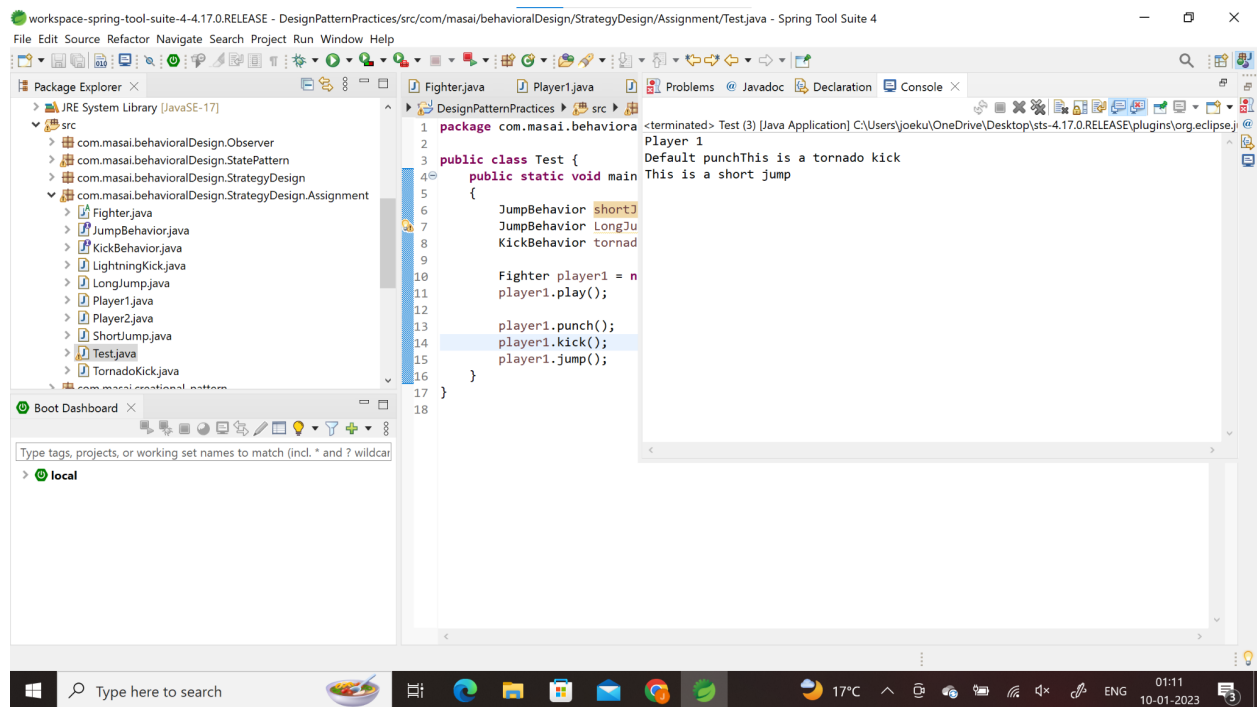 workspace-spring-tool-suite-4-4.17.0.RELEASE - DesignPatternPractices/src/com/masai/behavioralDesign/StrategyDesign/Assignment/Test.java - Spring Tool Suite 4
File Edit Source Refactor Navigate Search Project Run Window Help
Package Explorer
JRE System Library [JavaSE-17]
src
com.masai.behavioralDesign.Observer
com.masai.behavioralDesign.StatePattern
com.masai.behavioralDesign.StrategyDesign
com.masai.behavioralDesign.StrategyDesign.Assignment
Fighter.java
JumpBehavior.java
KickBehavior.java
LightningKick.java
LongJump.java
Player1.java
Player2.java
ShortJump.java
Test.java
TornadoKick.java
com.masai.creational_pattern
Boot Dashboard
Type tags, projects, or working set names to match (incl. * and ? wildcar
local
Fighter.java Player1.java
DesignPatternPractices src
1 package com.masai.behaviora
2
3 public class Test {
4 public static void main
5 {
6 JumpBehavior shortJ
7 JumpBehavior LongJu
8 KickBehavior tornad
9
10 Fighter player1 = n
11 player1.play();
12
13 player1.punch();
14 player1.kick();
15 player1.jump();
16 }
17 }
18
Problems Javadoc Declaration Console
<terminated> Test (3) [Java Application] C:\Users\joeku\OneDrive\Desktop\sts-4.17.0.RELEASE\plugins\org.eclipse.j
Player 1
Default punchThis is a tornado kick
This is a short jump
Type here to search
17°C
ENG
01:11
10-01-2023
3